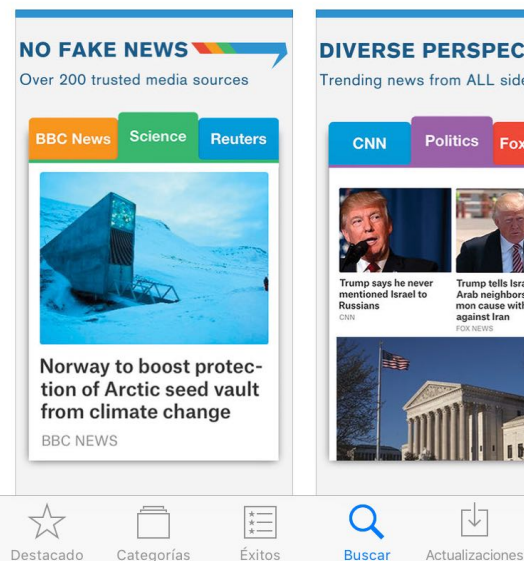 NO FAKE NEWS
Over 200 trusted media sources
BBC News
Science
Reuters
Norway to boost protec-
tion of Arctic seed vault
from climate change
BBC NEWS
DIVERSE PERSPEC
Trending news from ALL side
CNN
Politics
Fox
Trump says he never
mentioned Israel to
Russians
CNN
Trump tells Isra
Arab neighbors
mon cause with
against Iran
FOX NEWS
Destacado
Categorías
Éxitos
Buscar
Actualizaciones